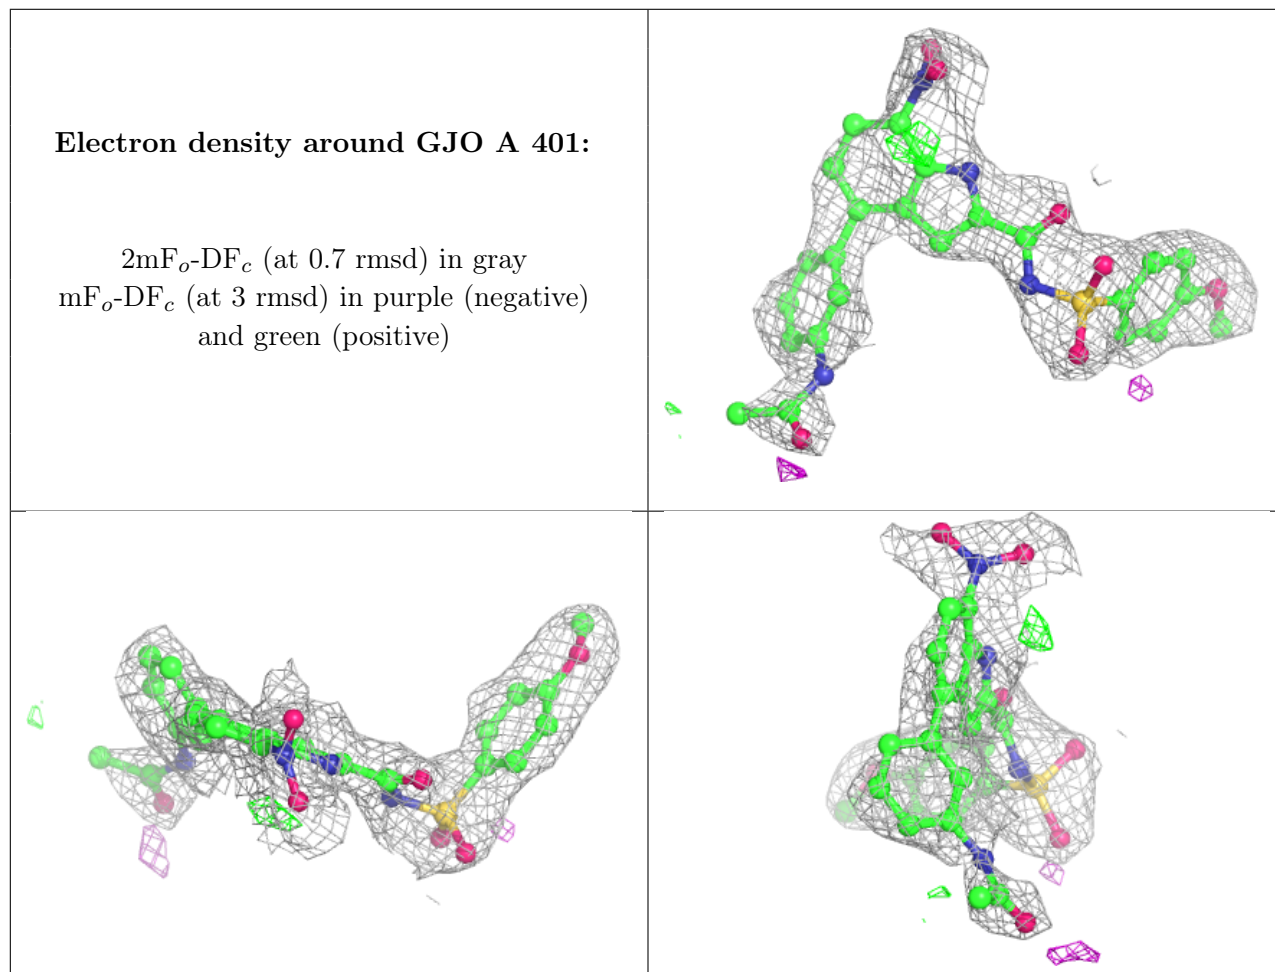 Electron density around GJO A 401:
2mFo-DFc (at 0.7 rmsd) in gray
mFo-DFc (at 3 rmsd) in purple (negative)
and green (positive)